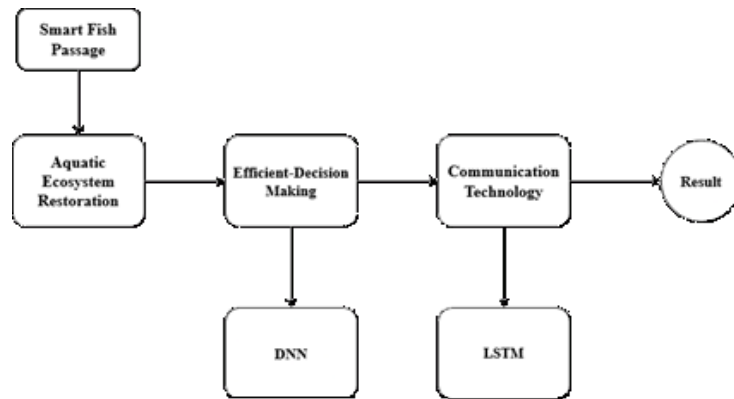 Smart Fish
Passage
Aquatic
Ecosystem
Restoration
Efficient-Decision
Making
Communication
Technology
Result
DNN
LSTM